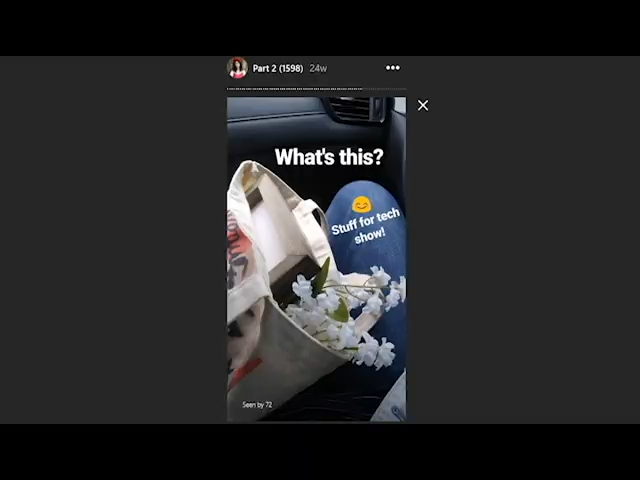 Part 2 (1598) 24w
What's this?
Stuff for tech
show!
Seen by 72